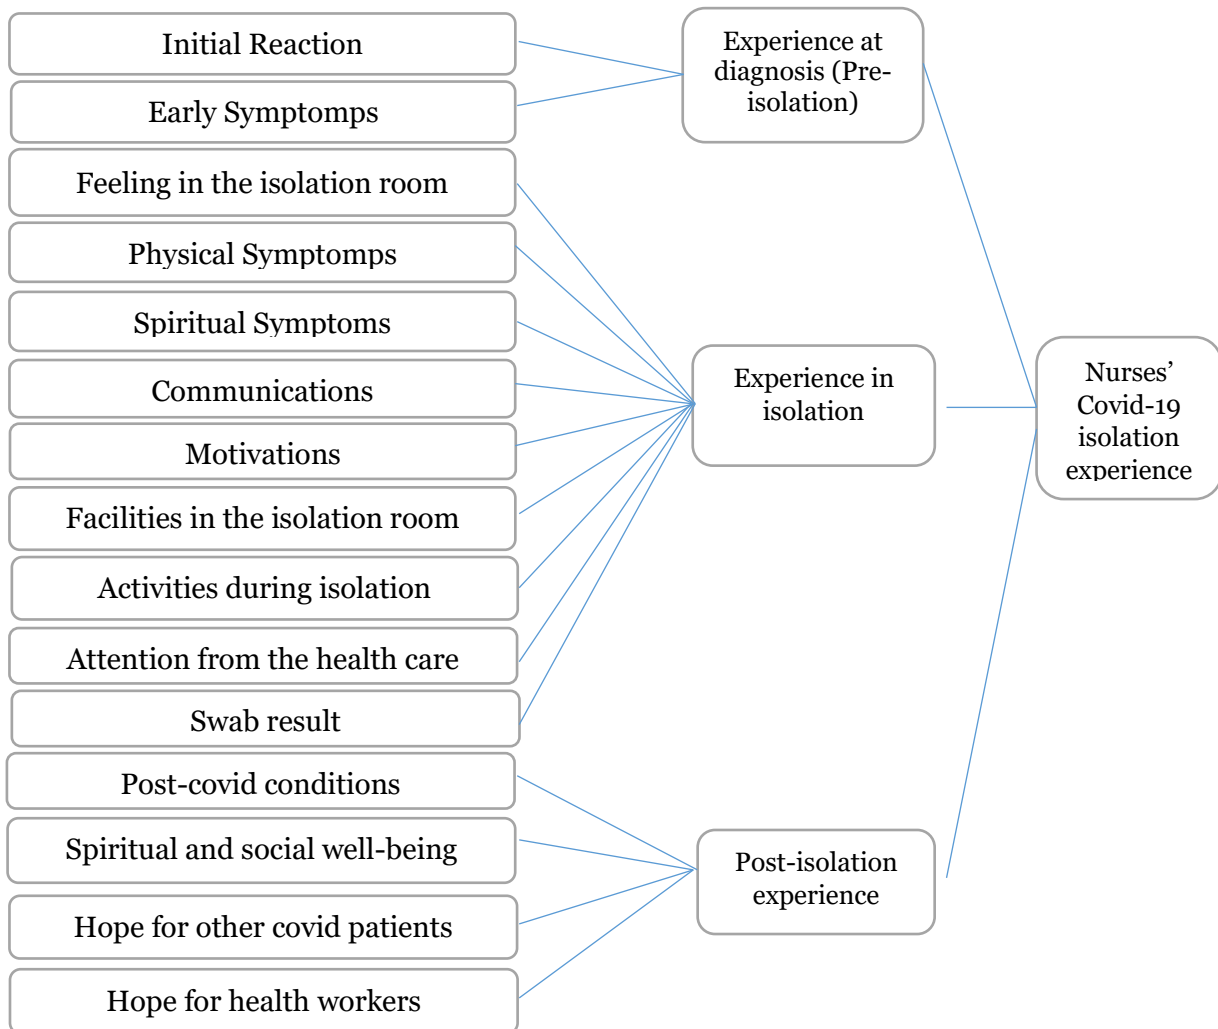 Initial Reaction
Early Symptomps
Feeling in the isolation room
Physical Symptomps
Spiritual Symptoms
Communications
Motivations
Facilities in the isolation room
Activities during isolation
Attention from the health care
Swab result
Post-covid conditions
Spiritual and social well-being
Hope for other covid patients
Hope for health workers
Experience at
diagnosis (Pre-
isolation)
Experience in
isolation
Post-isolation
experience
Nurses’
Covid-19
isolation
experience